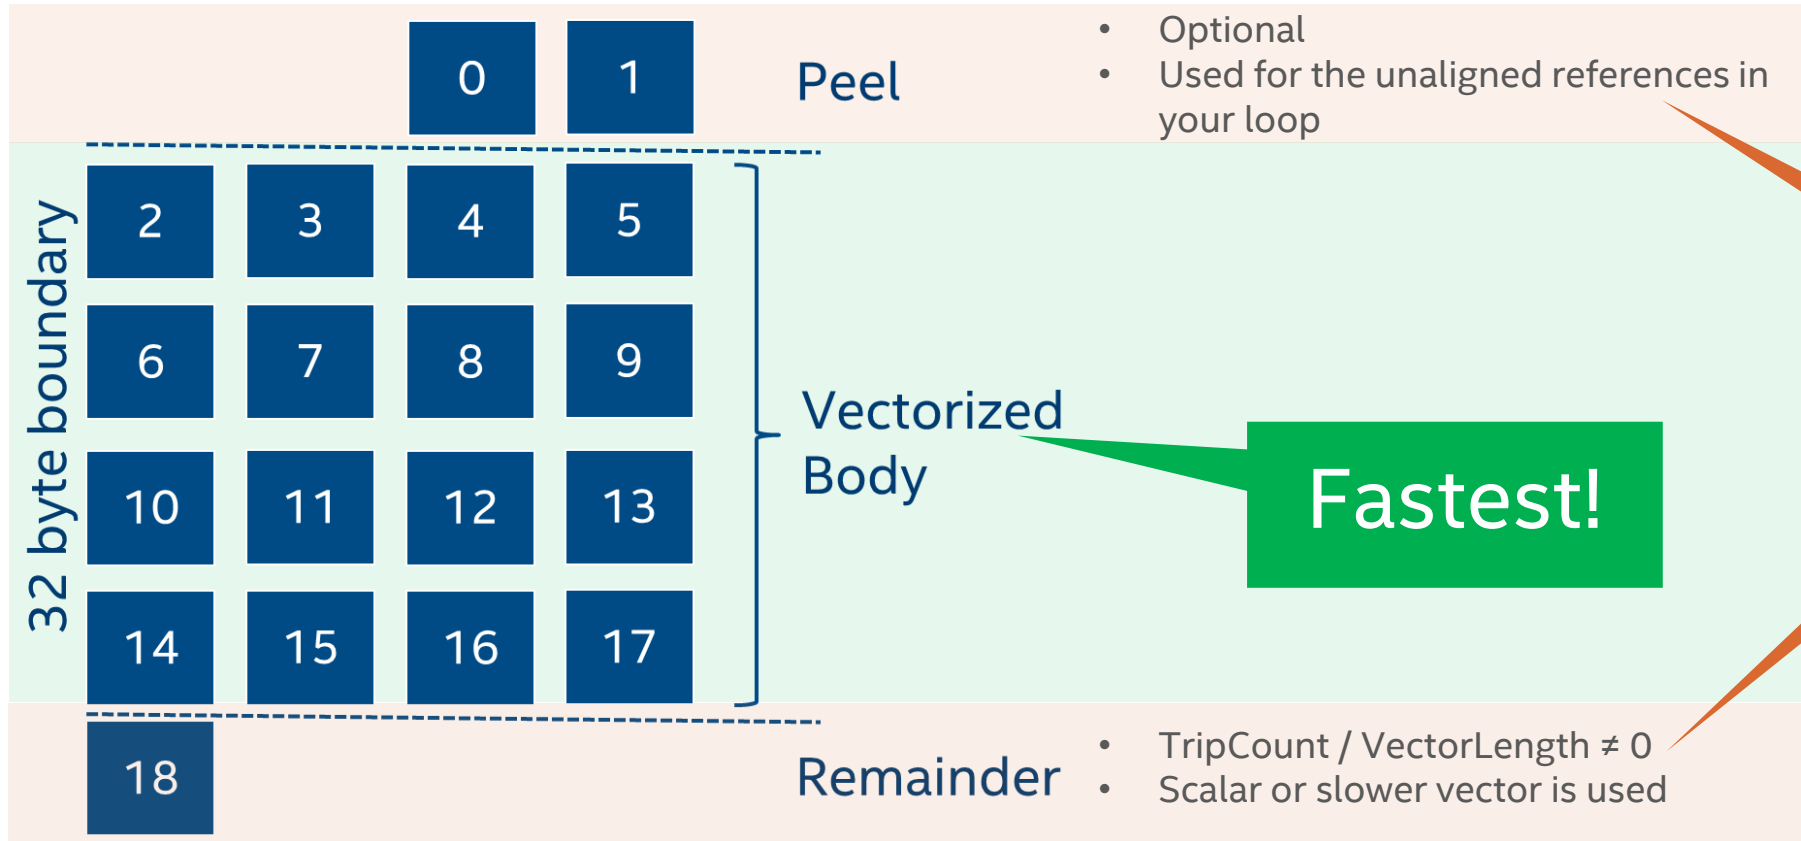 0 1
Peel
• Optional
• Used for the unaligned references in
your loop
32 byte boundary
2 3 4 5
6 7 8 9
10 11 12 13
14 15 16 17
Vectorized
Body
Fastest!
18
Remainder
• TripCount / VectorLength ≠ 0
• Scalar or slower vector is used